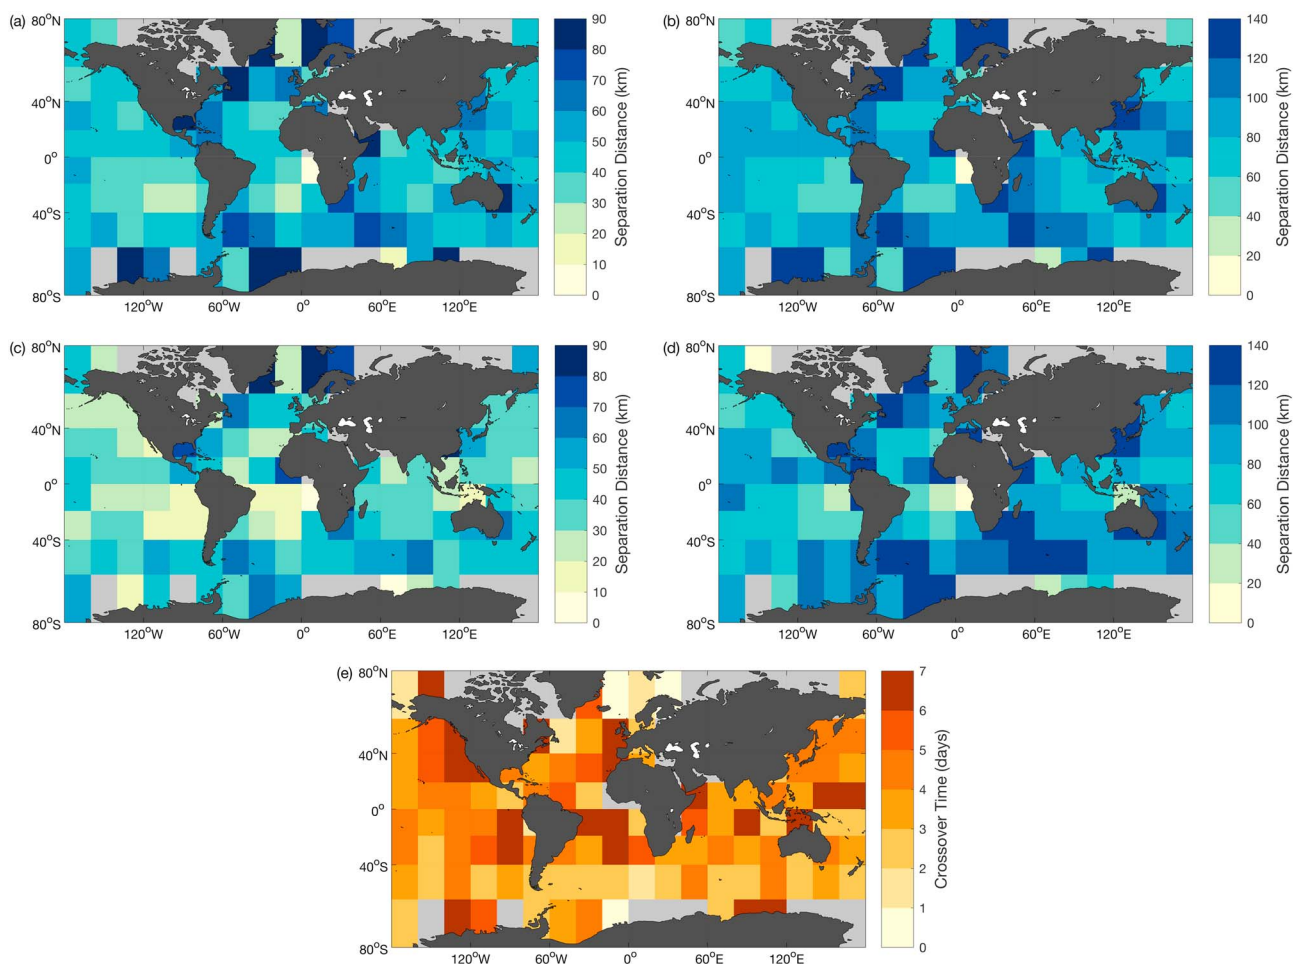 (a)
80°N
40°N
0°
40°S
80°S
120°W 60°W 0° 60°E 120°E
90
80
70
60
50
40
30
20
10
0
Separation Distance (km)
(b)
80°N
40°N
0°
40°S
80°S
120°W 60°W 0° 60°E 120°E
140
120
100
80
60
40
20
0
Separation Distance (km)
(c)
80°N
40°N
0°
40°S
80°S
120°W 60°W 0° 60°E 120°E
90
80
70
60
50
40
30
20
10
0
Separation Distance (km)
(d)
80°N
40°N
0°
40°S
80°S
120°W 60°W 0° 60°E 120°E
140
120
100
80
60
40
20
0
Separation Distance (km)
(e)
80°N
40°N
0°
40°S
80°S
120°W 60°W 0° 60°E 120°E
7
6
5
4
3
2
1
0
Crossover Time (days)